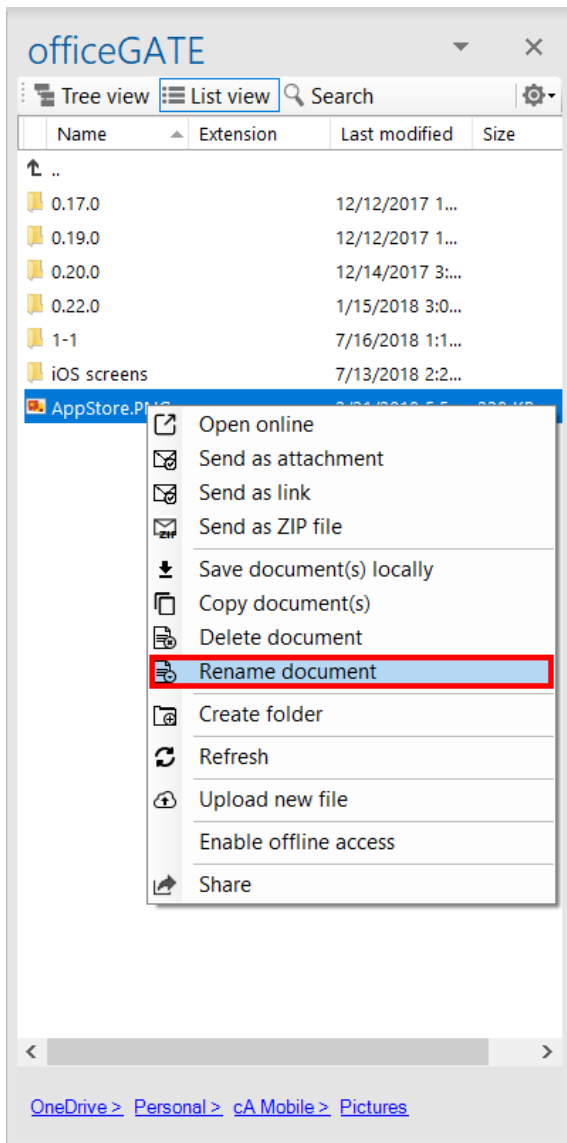 officeGATE
Tree view List view Search
Name Extension Last modified Size
..
0.17.0 12/12/2017 1...
0.19.0 12/12/2017 1...
0.20.0 12/14/2017 3:...
0.22.0 1/15/2018 3:0...
1-1 7/16/2018 1:1...
iOS screens 7/13/2018 2:2...
AppStore.PNG
Open online
Send as attachment
Send as link
ZIP Send as ZIP file
Save document(s) locally
Copy document(s)
Delete document
Rename document
Create folder
Refresh
Upload new file
Enable offline access
Share
< >
OneDrive > Personal > cA Mobile > Pictures